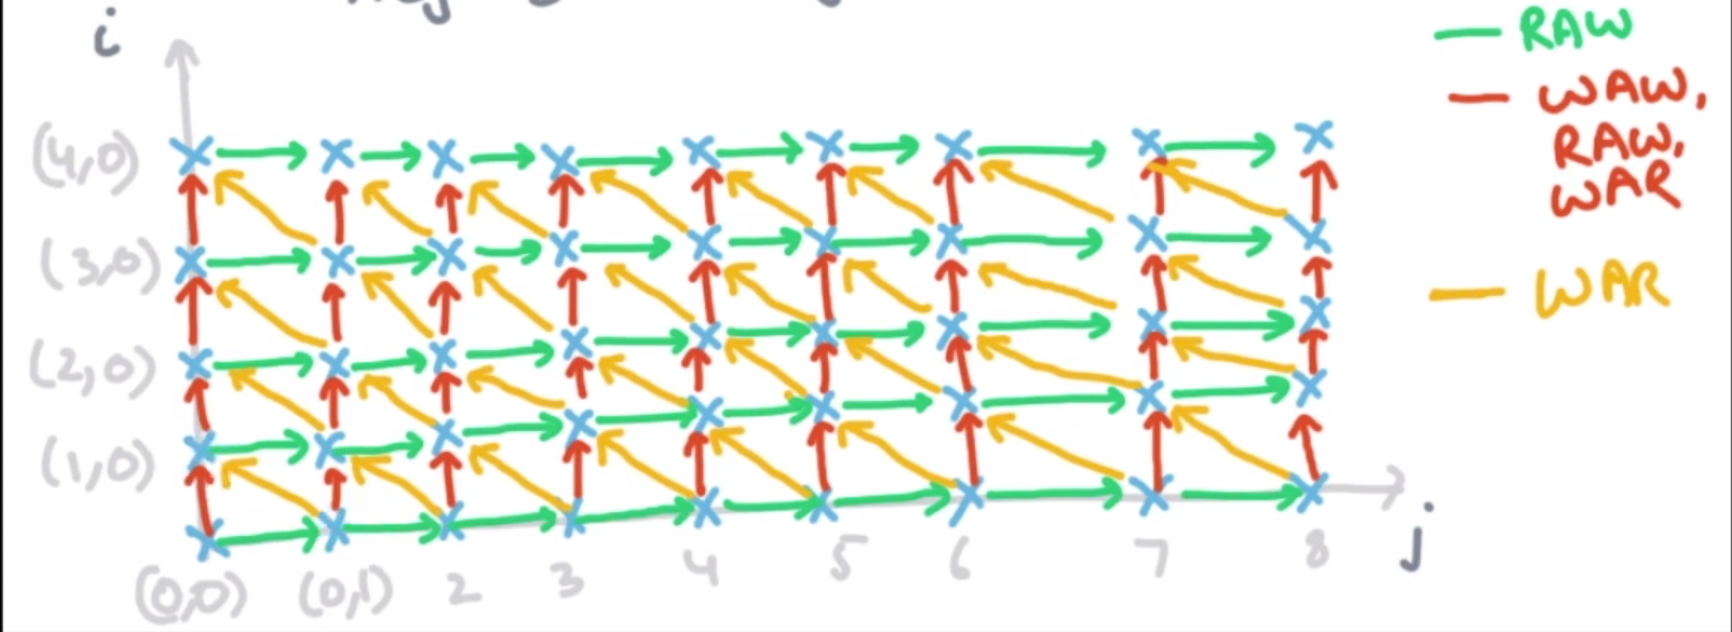 i
RAW
WAW,
RAW,
WAR
(4,0)
(3,0)
WAR
(2,0)
(1,0)
(0,0) (0,1) 2 3 4 5 6 7 8 j